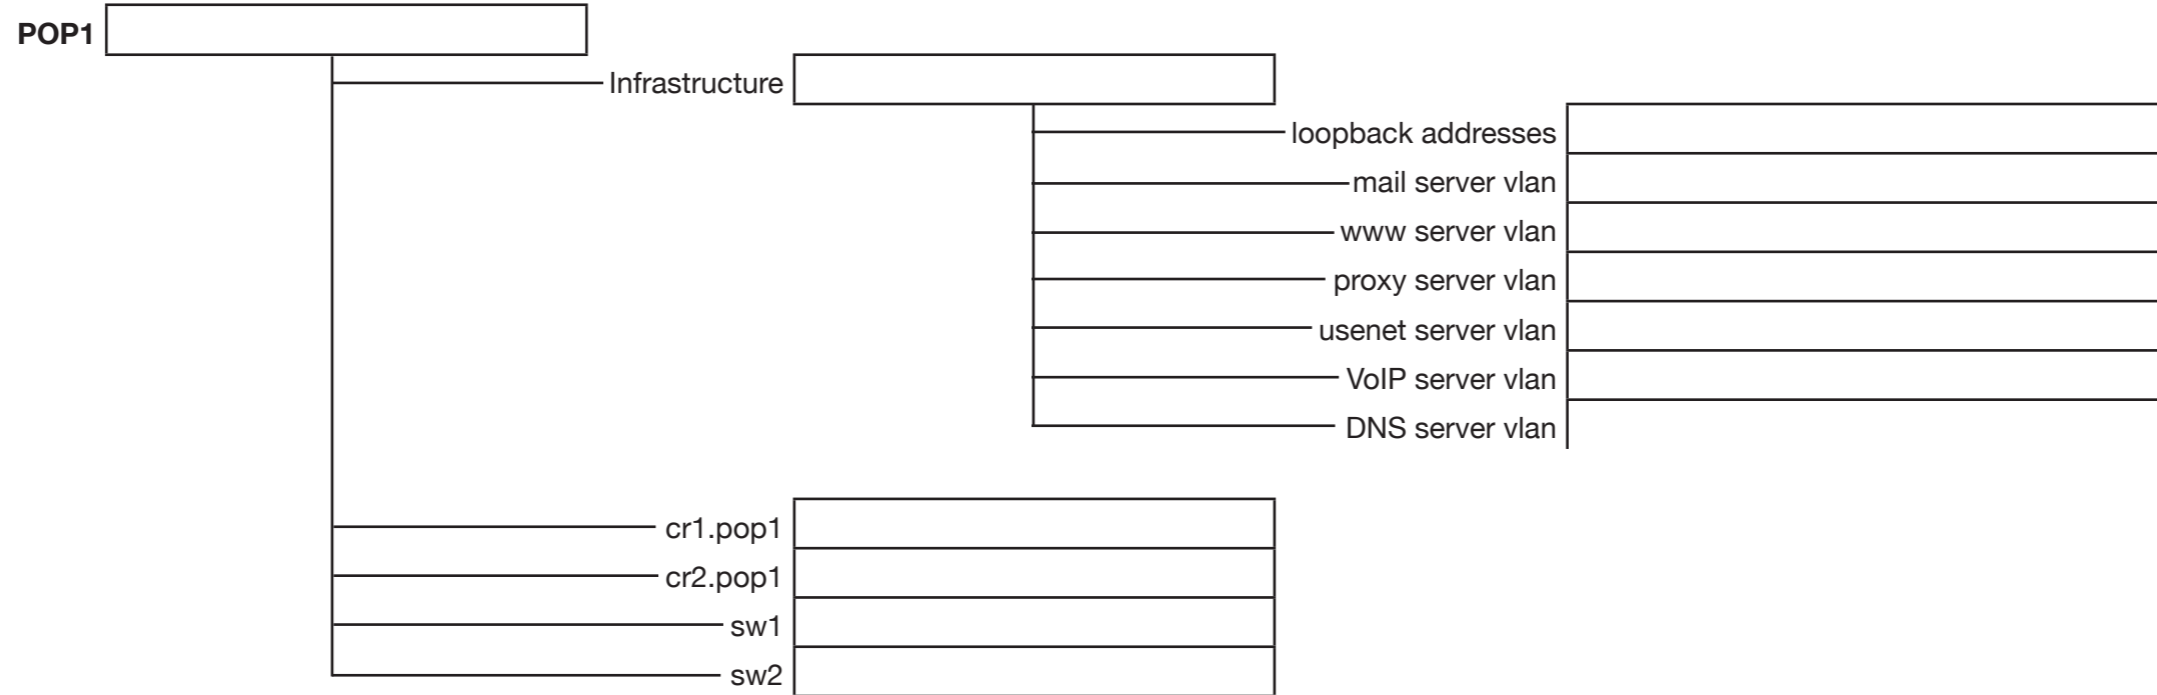 POP1
Infrastructure
loopback addresses
mail server vlan
www server vlan
proxy server vlan
usenet server vlan
VoIP server vlan
DNS server vlan
cr1.pop1
cr2.pop1
sw1
sw2